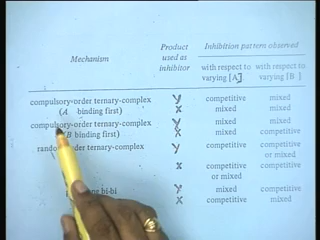 Mechanism Product used as inhibitor Inhibition pattern observed
with respect to varying [A] with respect to varying [B]
compulsory-order ternary-complex Y competitive mixed
(A binding first) X mixed mixed
compulsory-order ternary-complex Y mixed mixed
B binding first) X mixed competitive
order ternary-complex Y competitive competitive
or mixed
X competitive competitive
or mixed
bi-bi Y mixed competitive
X competitive mixed